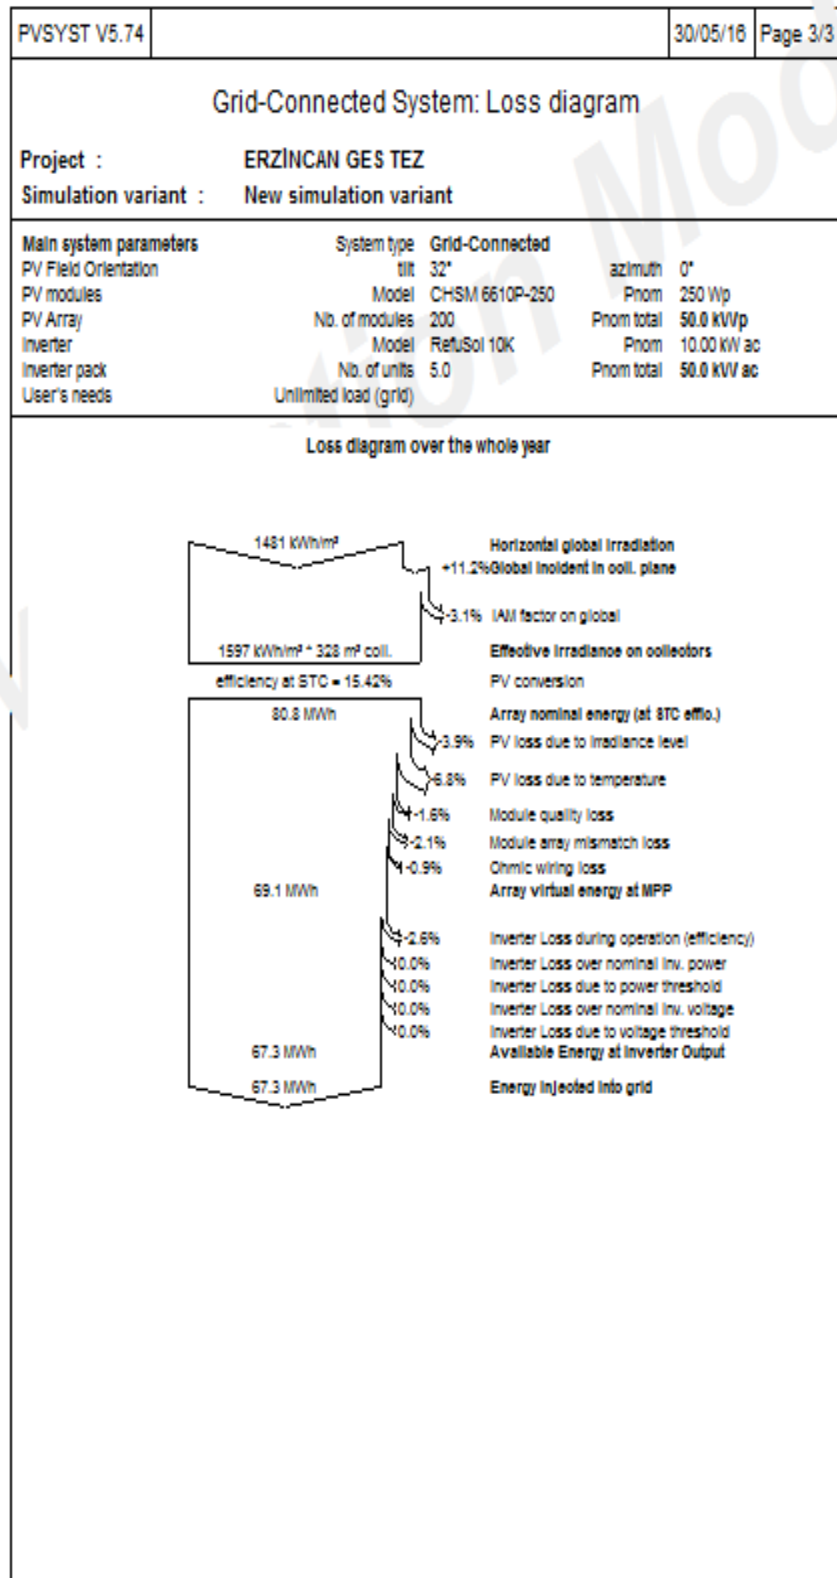 PVSYST V5.74 30/05/16 Page 3/3
Grid-Connected System: Loss diagram
Project : ERZİNCAN GES TEZ
Simulation variant : New simulation variant
Main system parameters System type Grid-Connected
PV Field Orientation tilt 32° azimuth 0°
PV modules Model CHSM 6610P-250 Pnom 250 Wp
PV Array Nb. of modules 200 Pnom total 50.0 kWp
Inverter Model RefuSol 10K Pnom 10.00 kW ac
Inverter pack Nb. of units 5.0 Pnom total 50.0 kW ac
User's needs Unlimited load (grid)
Loss diagram over the whole year
1481 kWh/m² Horizontal global irradiation
+11.2% Global incident in coll. plane
-3.1% IAM factor on global
1597 kWh/m² * 328 m² coll. Effective irradiance on collectors
efficiency at STC = 15.42% PV conversion
80.8 MWh Array nominal energy (at STC effic.)
-3.9% PV loss due to irradiance level
-6.8% PV loss due to temperature
-1.6% Module quality loss
-2.1% Module array mismatch loss
-0.9% Ohmic wiring loss
69.1 MWh Array virtual energy at MPP
-2.6% Inverter Loss during operation (efficiency)
0.0% Inverter Loss over nominal inv. power
0.0% Inverter Loss due to power threshold
0.0% Inverter Loss over nominal inv. voltage
0.0% Inverter Loss due to voltage threshold
67.3 MWh Available Energy at Inverter Output
67.3 MWh Energy injected into grid